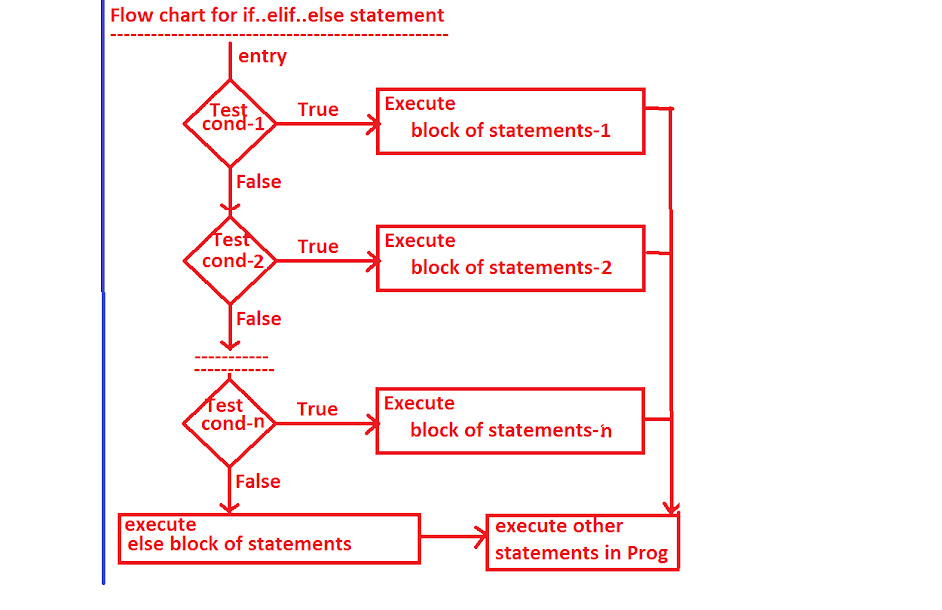 Flow chart for if..elif..else statement
------------------------------------------------
entry
Test
cond-1
True
Execute
block of statements-1
False
Test
cond-2
True
Execute
block of statements-2
False
-----------
------------
Test
cond-n
True
Execute
block of statements-n
False
execute
else block of statements
execute other
statements in Prog